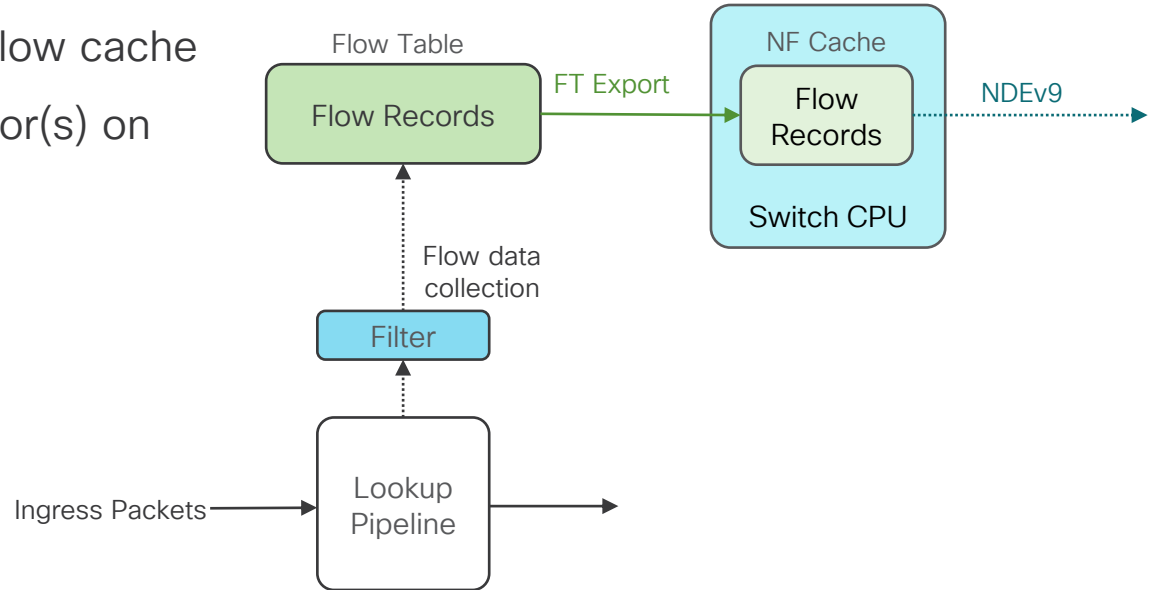 low cache
or(s) on
Flow Table
Flow Records
FT Export
NF Cache
Flow
Records
Switch CPU
NDEv9
Flow data
collection
Filter
Lookup
Pipeline
Ingress Packets